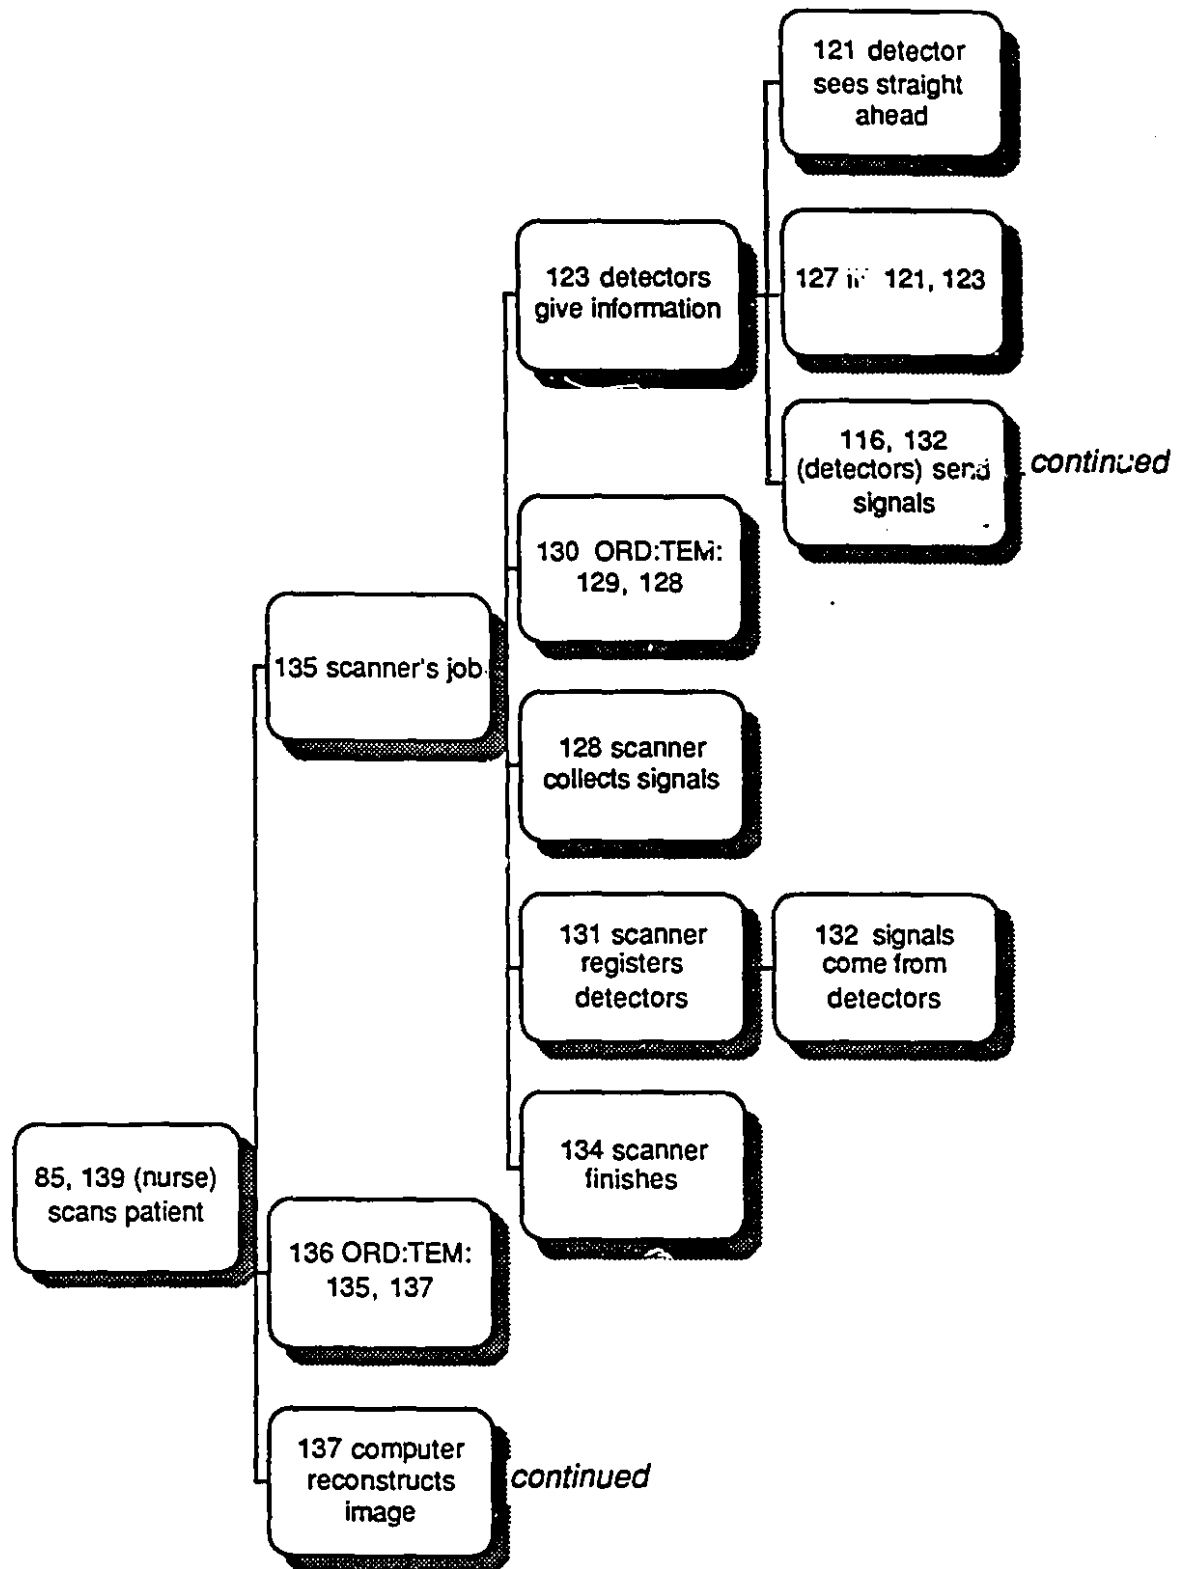 121 detector
sees straight
ahead
123 detectors
give information
127 121, 123
116, 132
(detectors) send
signals
continued
130 ORD:TEM:
129, 128
135 scanner's job
128 scanner
collects signals
131 scanner
registers
detectors
132 signals
come from
detectors
134 scanner
finishes
85, 139 (nurse)
scans patient
136 ORD:TEM:
135, 137
137 computer
reconstructs
image
continued